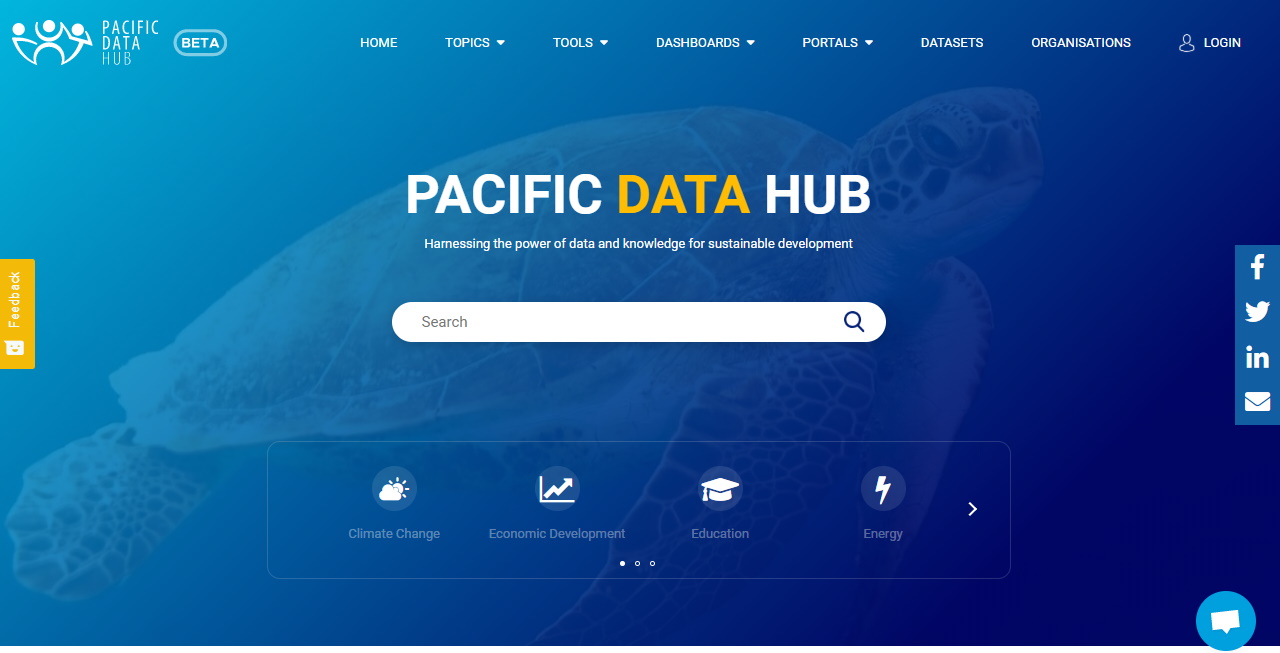 PACIFIC
DATA
HUB
BETA
HOME TOPICS TOOLS DASHBOARDS PORTALS DATASETS ORGANISATIONS LOGIN
PACIFIC DATA HUB
Harnessing the power of data and knowledge for sustainable development
Feedback
Search
Climate Change Economic Development Education Energy